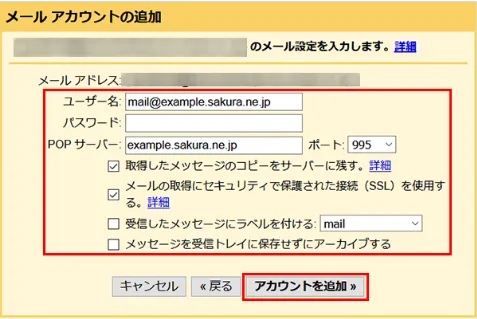 メール アカウントの追加
のメール設定を入力します。詳細
メール アドレス:
ユーザー名: mail@example.sakura.ne.jp
パスワード:
POP サーバー: example.sakura.ne.jp ポート: 995
取得したメッセージのコピーをサーバーに残す。詳細
メールの取得にセキュリティで保護された接続（SSL）を使用す
る。詳細
受信したメッセージにラベルを付ける: mail
メッセージを受信トレイに保存せずにアーカイブする
キャンセル « 戻る アカウントを追加 »